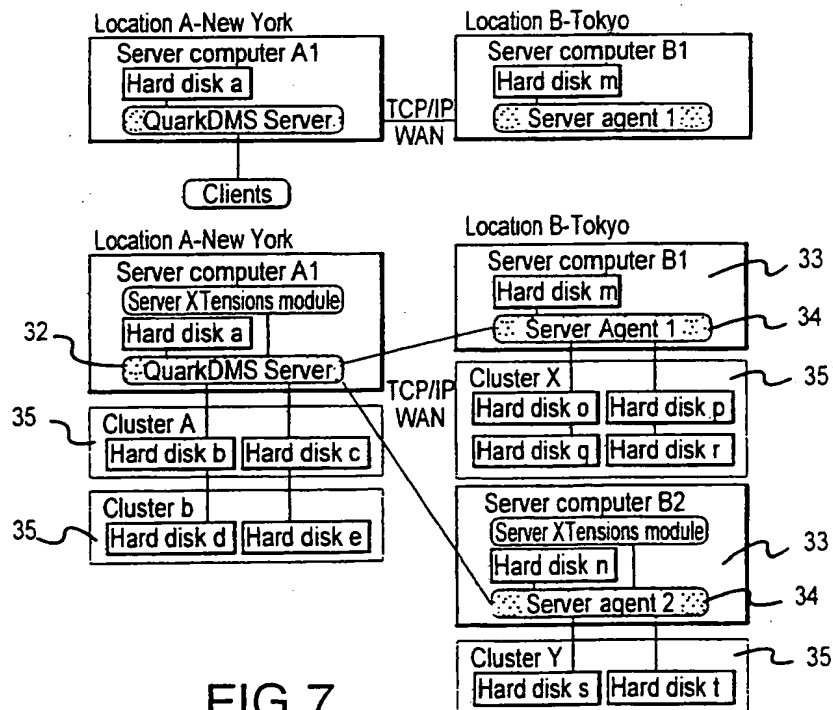 Location A-New York
Server computer A1
Hard disk a
QuarkDMS Server
Clients
TCP/IP
WAN
Location B-Tokyo
Server computer B1
Hard disk m
Server agent 1
Location A-New York
Server computer A1
Server XTensions module
Hard disk a
32
QuarkDMS Server
35
Cluster A
Hard disk b
Hard disk c
35
Cluster b
Hard disk d
Hard disk e
TCP/IP
WAN
Location B-Tokyo
Server computer B1
33
Hard disk m
Server Agent 1
34
Cluster X
35
Hard disk o
Hard disk p
Hard disk q
Hard disk r
Server computer B2
Server XTensions module
33
Hard disk n
Server agent 2
34
Cluster Y
35
Hard disk s
Hard disk t
FIG 7